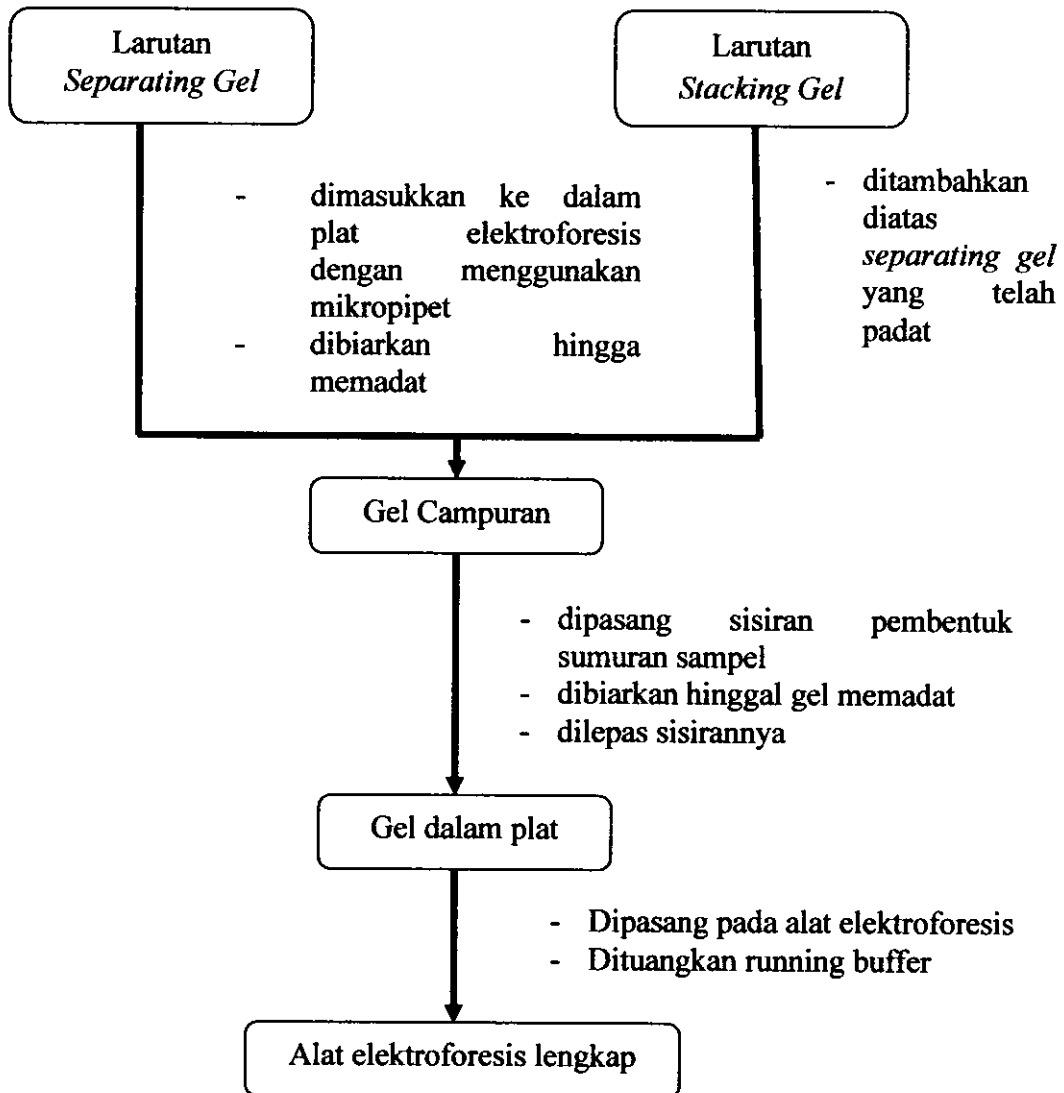 Larutan
Separating Gel
Larutan
Stacking Gel
- dimasukkan ke dalam
plat elektroforesis
dengan menggunakan
mikropipet
- dibiarkan hingga
memadat
- ditambahkan
diatas
separating gel
yang telah
padat
Gel Campuran
- dipasang sisiran pembentuk
sumuran sampel
- dibiarkan hinggal gel memadat
- dilepas sisirannya
Gel dalam plat
- Dipasang pada alat elektroforesis
- Dituangkan running buffer
Alat elektroforesis lengkap